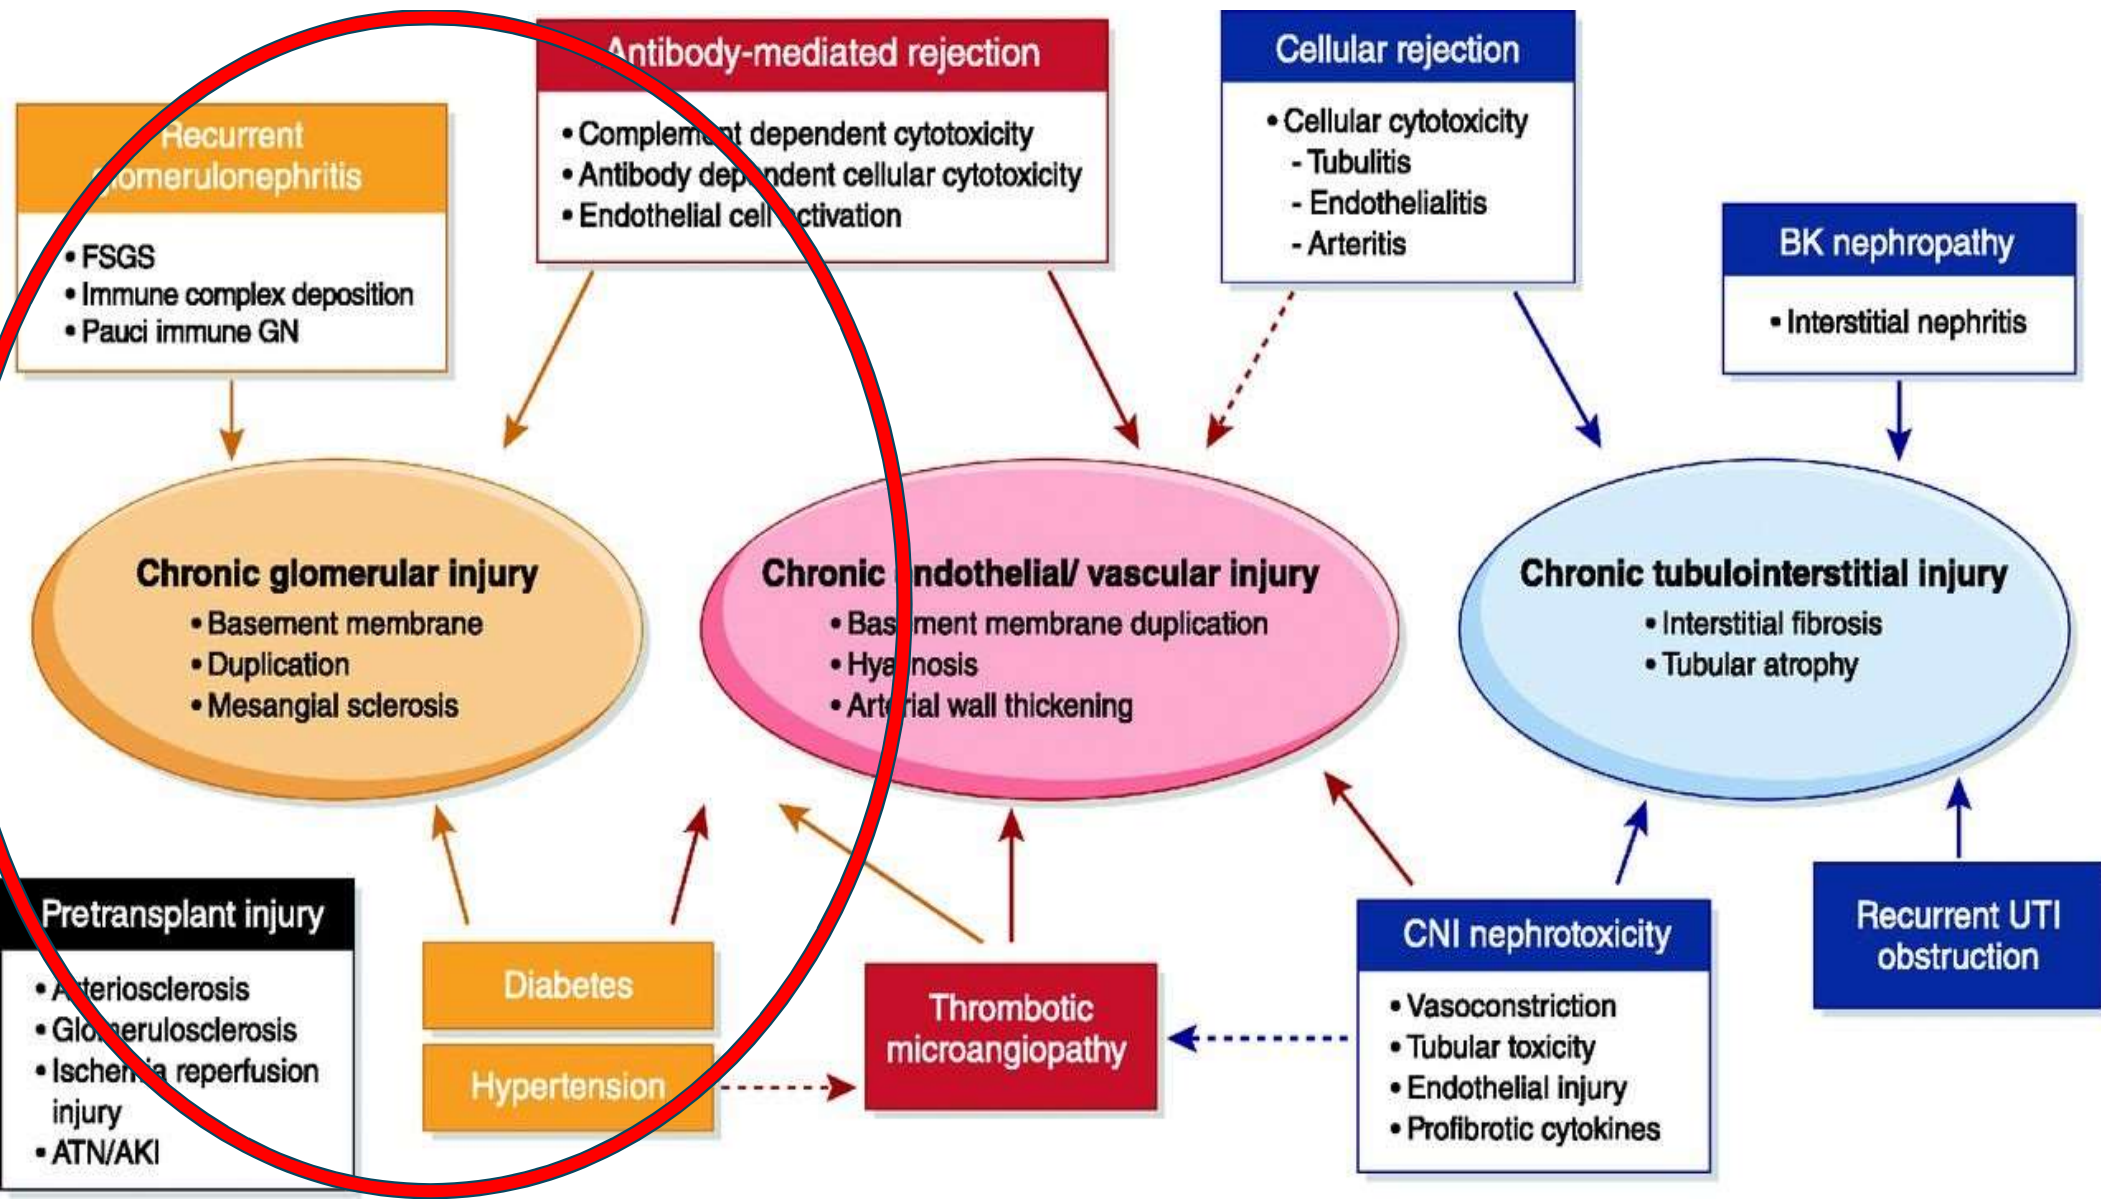 Antibody-mediated rejection
• Complement dependent cytotoxicity
• Antibody dependent cellular cytotoxicity
• Endothelial cell activation
Cellular rejection
• Cellular cytotoxicity
- Tubulitis
- Endothelialitis
- Arteritis
Recurrent
glomerulonephritis
• FSGS
• Immune complex deposition
• Pauci immune GN
BK nephropathy
• Interstitial nephritis
Chronic glomerular injury
• Basement membrane
• Duplication
• Mesangial sclerosis
Chronic endothelial/ vascular injury
• Basement membrane duplication
• Hyalinosis
• Arterial wall thickening
Chronic tubulointerstitial injury
• Interstitial fibrosis
• Tubular atrophy
Pretransplant injury
• Arteriosclerosis
• Glomerulosclerosis
• Ischemia reperfusion
injury
• ATN/AKI
Diabetes
Hypertension
Thrombotic
microangiopathy
CNI nephrotoxicity
• Vasoconstriction
• Tubular toxicity
• Endothelial injury
• Profibrotic cytokines
Recurrent UTI
obstruction